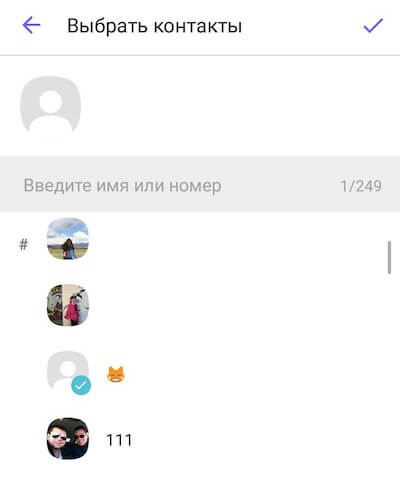 Выбрать контакты
Введите имя или номер 1/249
#
😹
111